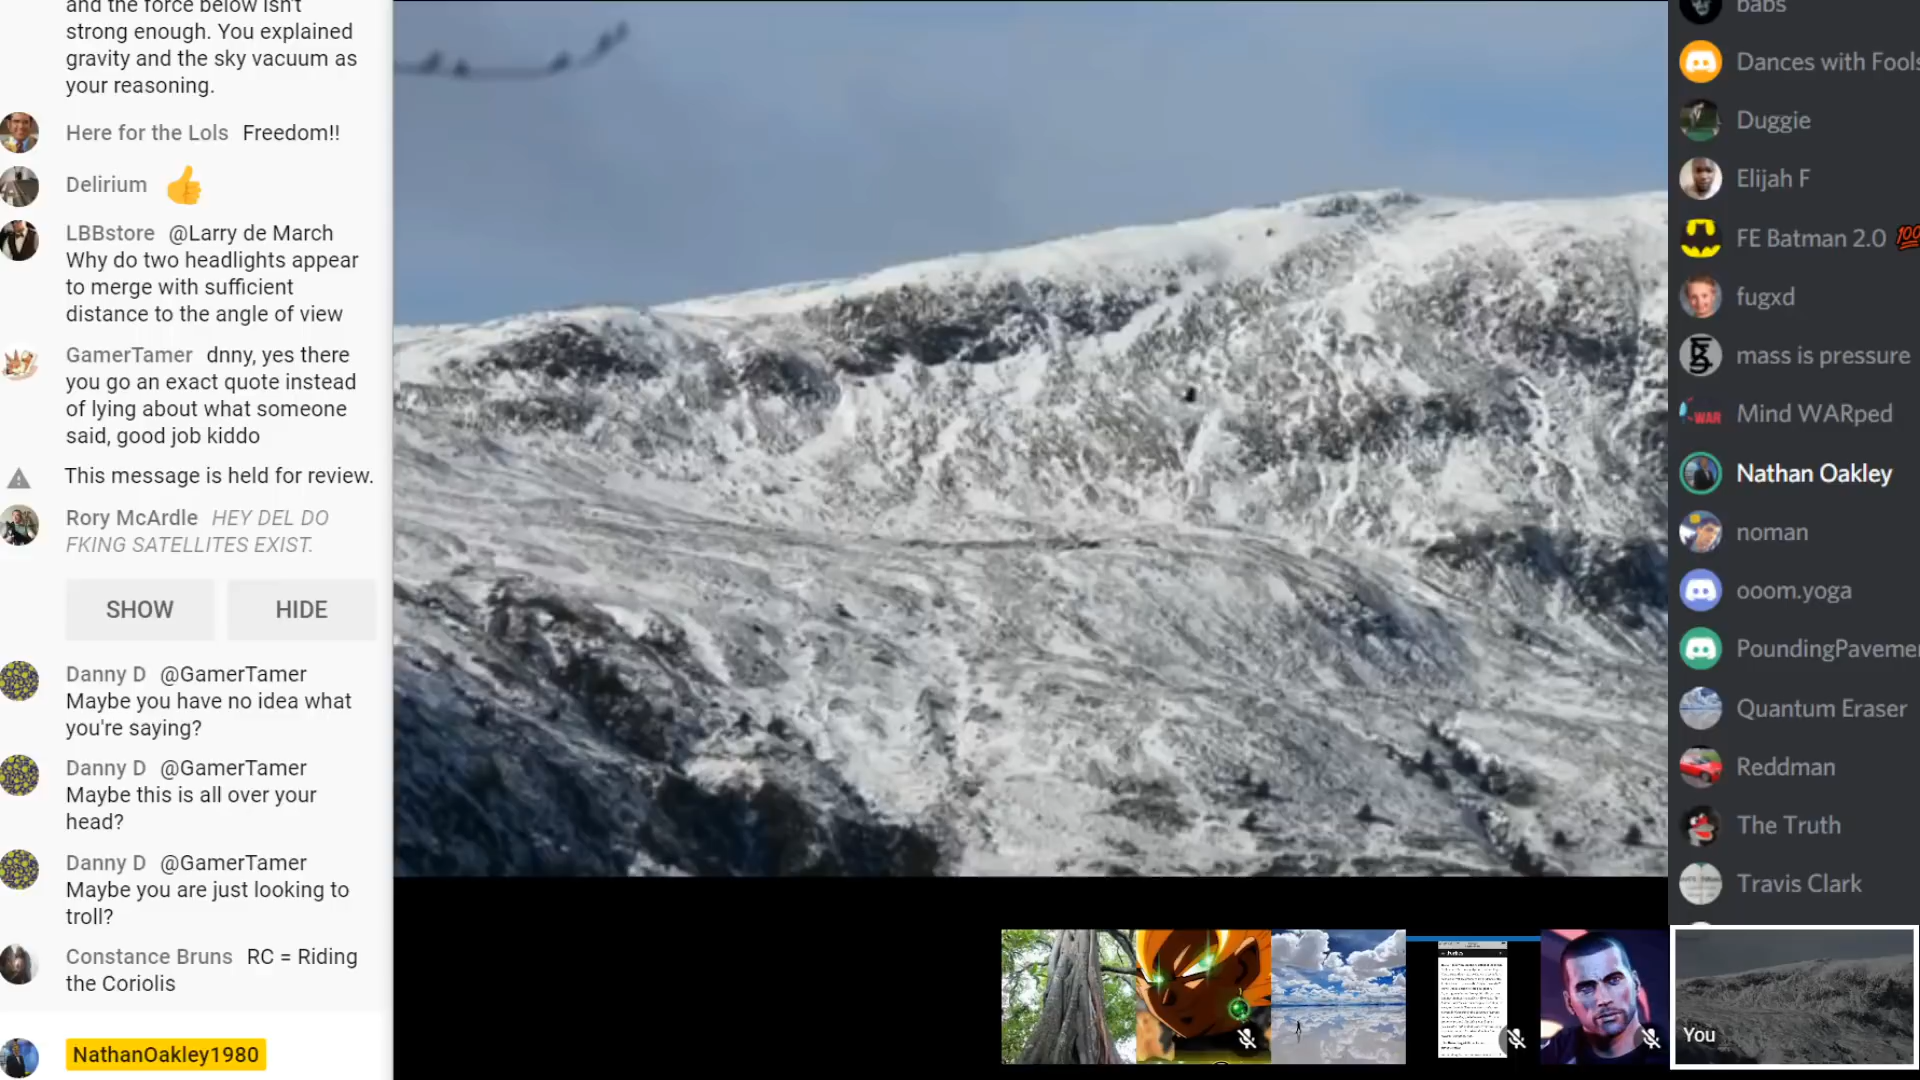 and the force below isn't
strong enough. You explained
gravity and the sky vacuum as
your reasoning.
Here for the Lols Freedom!!
Delirium
LBBstore @Larry de March
Why do two headlights appear
to merge with sufficient
distance to the angle of view
GamerTamer dnny, yes there
you go an exact quote instead
of lying about what someone
said, good job kiddo
This message is held for review.
Rory McArdle HEY DEL DO
FKING SATELLITES EXIST.
SHOW
HIDE
Danny D @GamerTamer
Maybe you have no idea what
you're saying?
Danny D @GamerTamer
Maybe this is all over your
head?
Danny D @GamerTamer
Maybe you are just looking to
troll?
Constance Bruns RC = Riding
the Coriolis
NathanOakley1980
babs
Dances with Fools
Duggie
Elijah F
FE Batman 2.0 💯
fugxd
mass is pressure
Mind WARped
WAR
Nathan Oakley
noman
ooom.yoga
PoundingPavemen
Quantum Eraser
Reddman
The Truth
Travis Clark
You